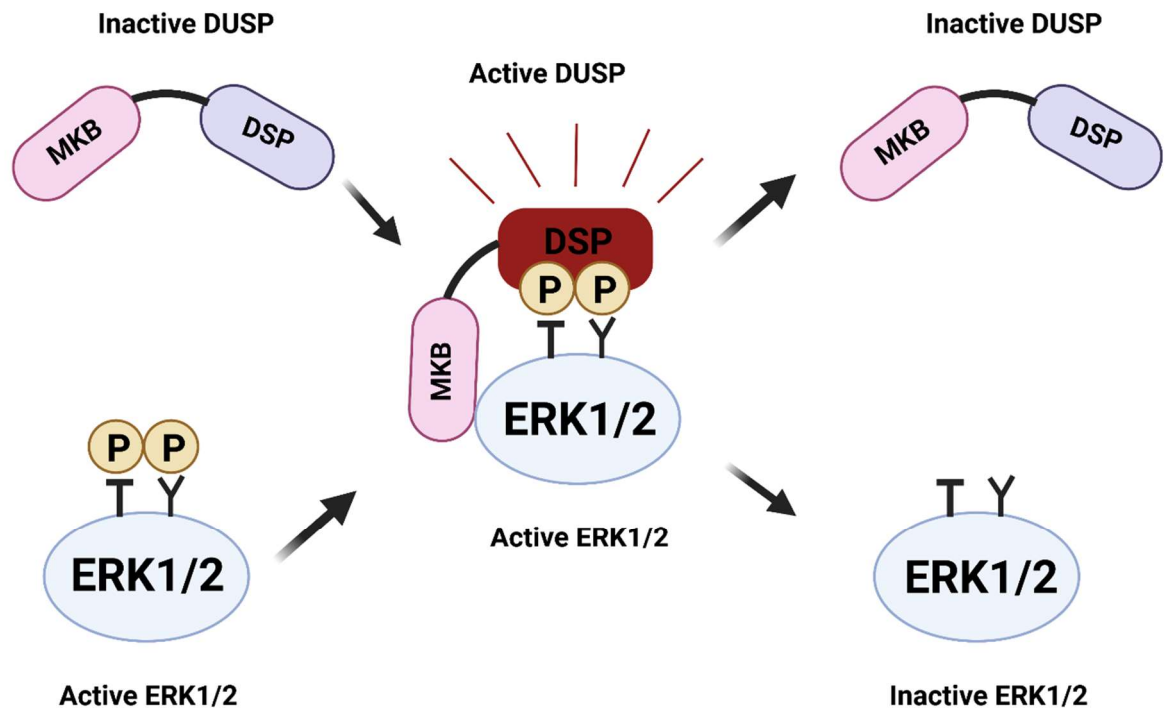 Inactive DUSP
MKB
DSP
Active ERK1/2
P P
T Y
ERK1/2
Active DUSP
DSP
P P
T Y
MKB
ERK1/2
Active ERK1/2
Inactive DUSP
MKB
DSP
T Y
ERK1/2
Inactive ERK1/2